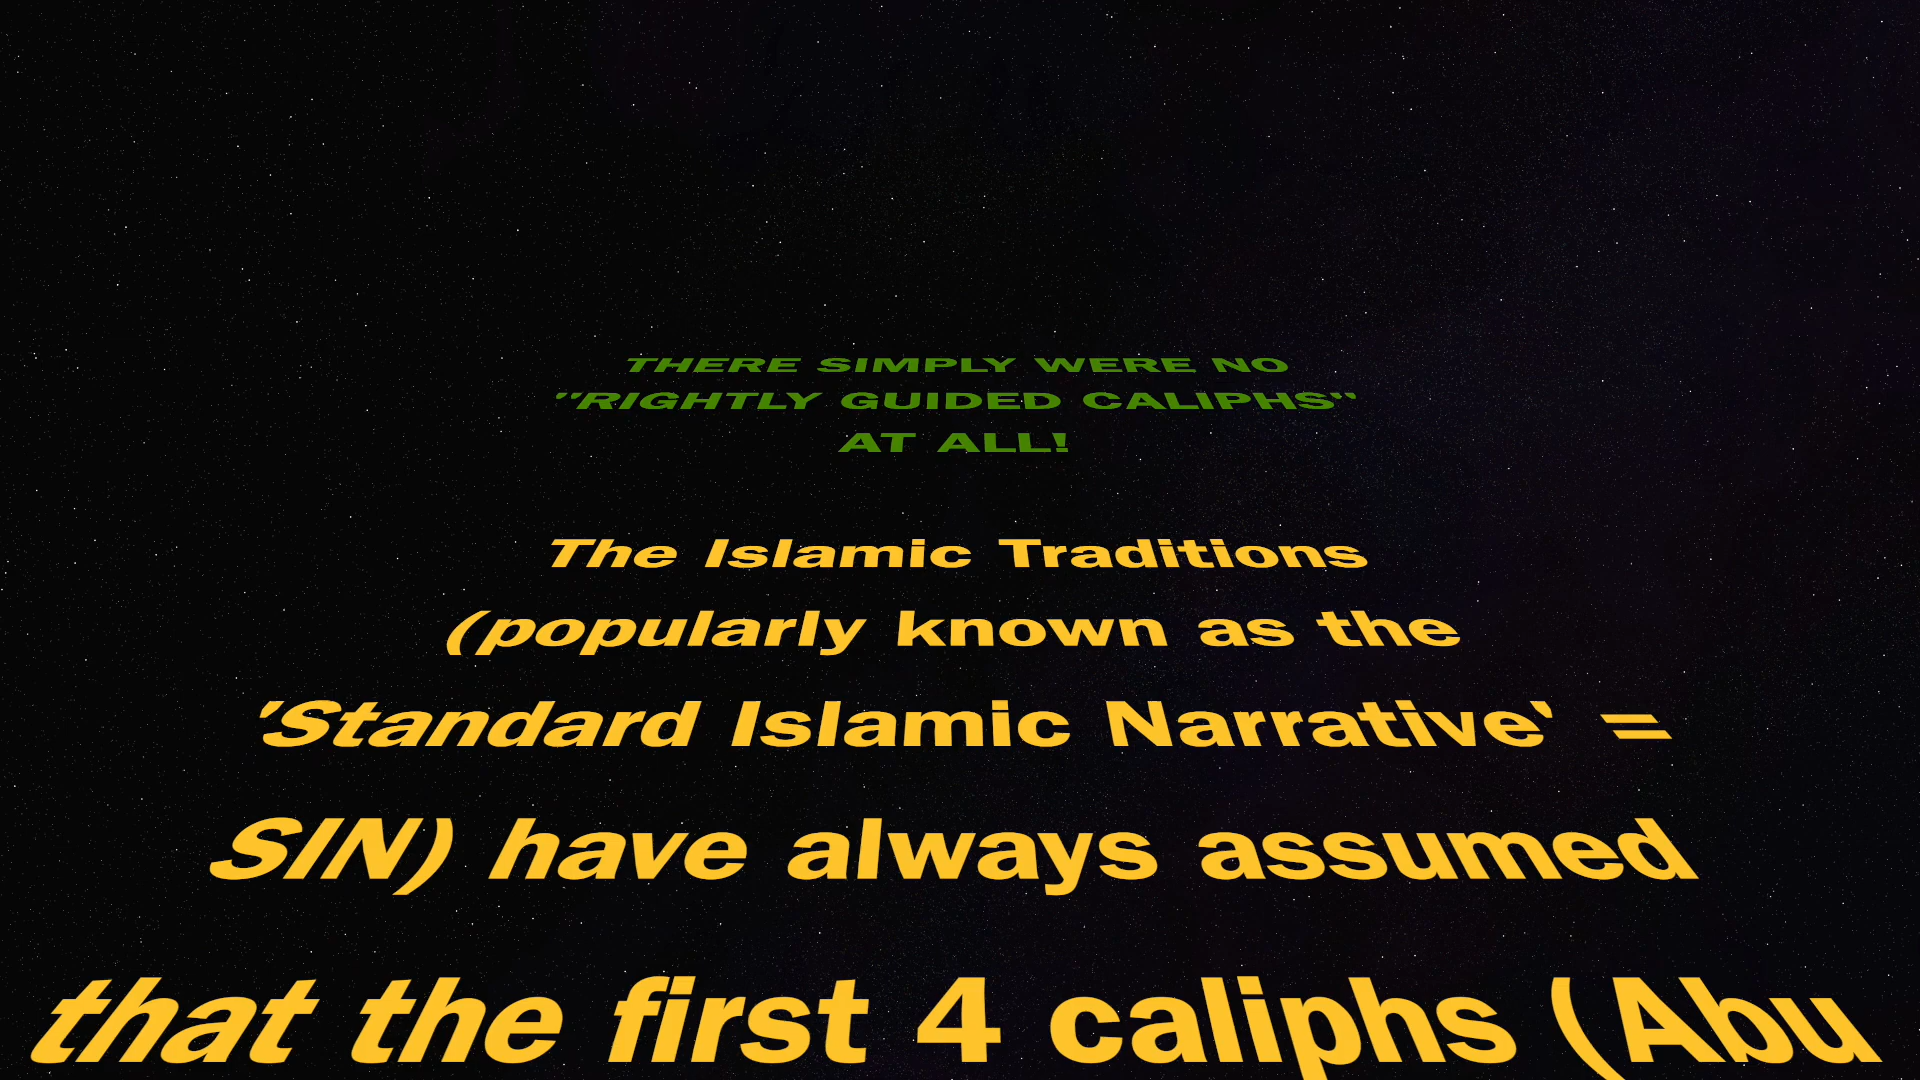 THERE SIMPLY WERE NO
"RIGHTLY GUIDED CALIPHS"
AT ALL!
The Islamic Traditions
(popularly known as the
'Standard Islamic Narrative' =
SIN) have always assumed
that the first 4 caliphs (Abu